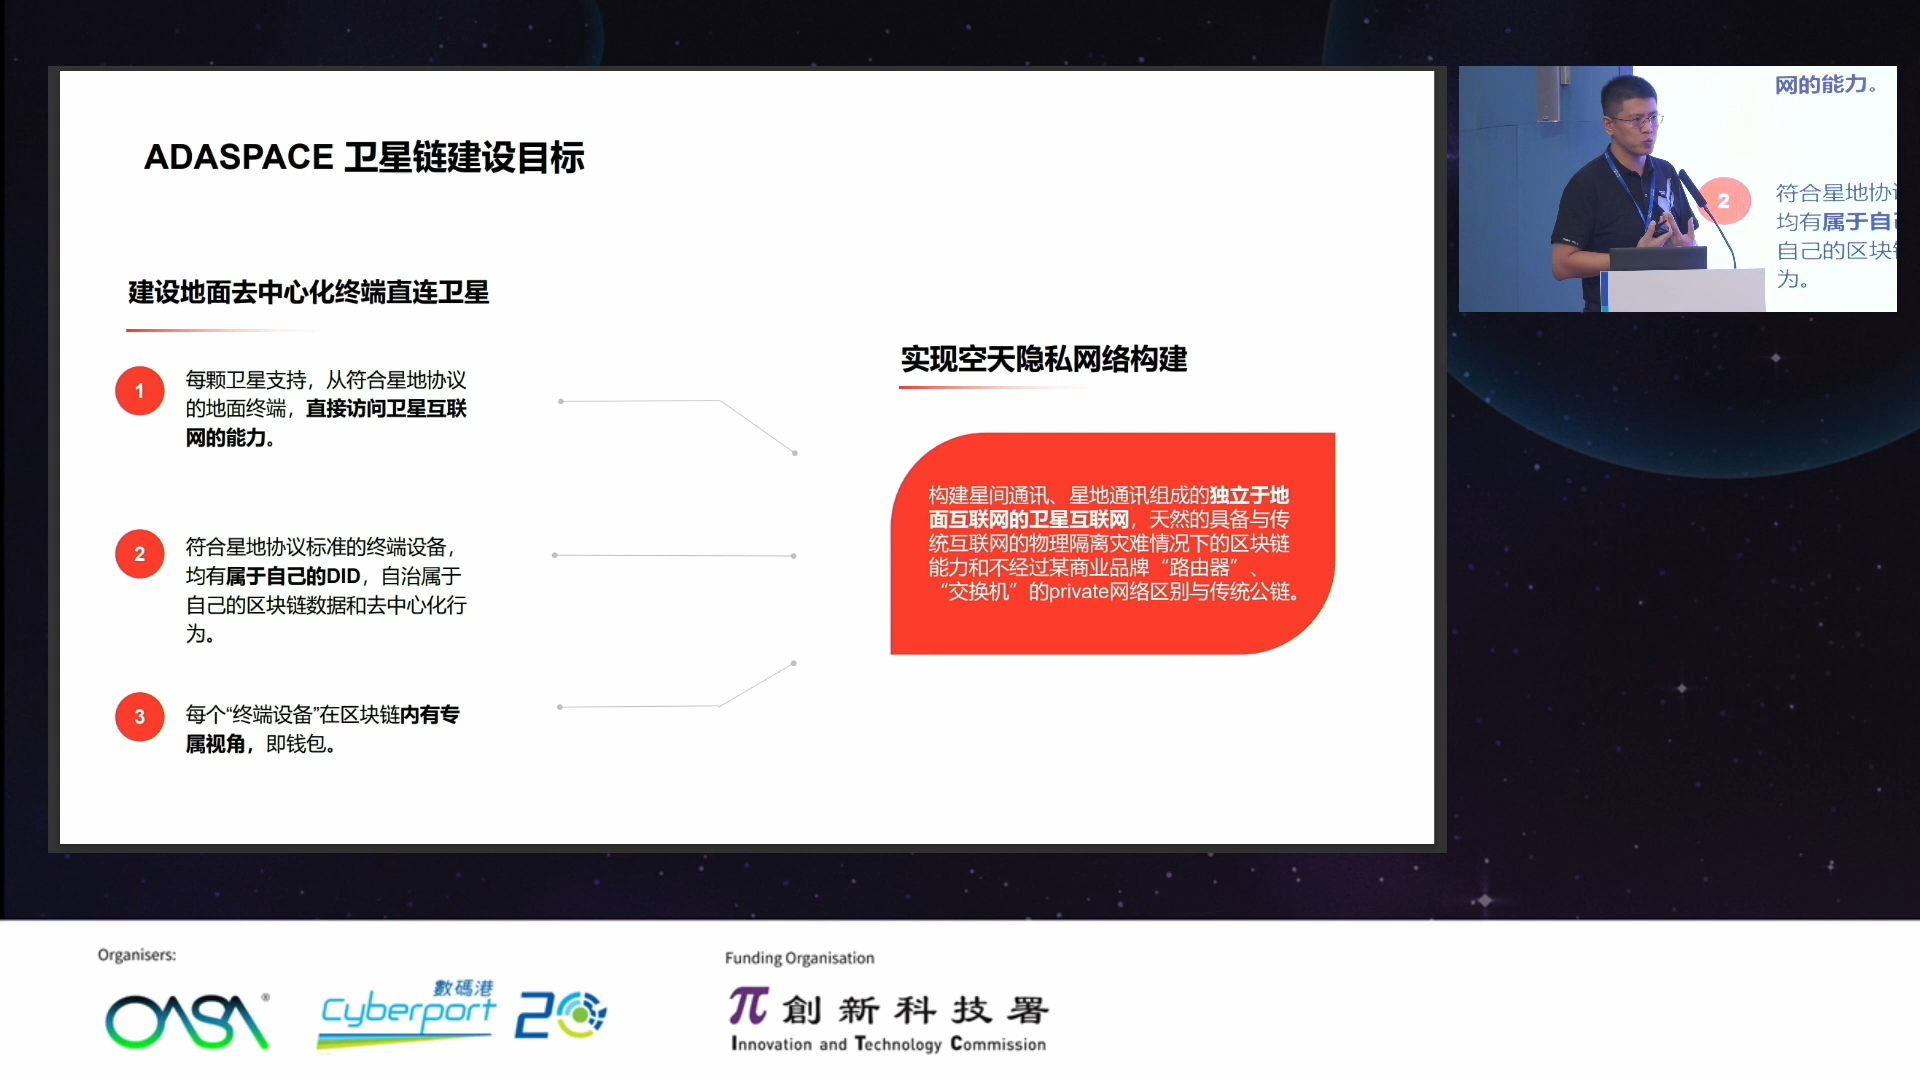 ADASPACE 卫星链建设目标
建设地面去中心化终端直连卫星
1
每颗卫星支持，从符合星地协议
的地面终端，直接访问卫星互联
网的能力。
2
符合星地协议标准的终端设备，
均有属于自己的DID，自治属于
自己的区块链数据和去中心化行
为。
3
每个“终端设备”在区块链内有专
属视角，即钱包。
实现空天隐私网络构建
构建星间通讯、星地通讯组成的独立于地
面互联网的卫星互联网，天然的具备与传
统互联网的物理隔离灾难情况下的区块链
能力和不经过某商业品牌“路由器”、
“交换机”的private网络区别与传统公链。
网的能力。
2
符合星地协
均有属于自
自己的区块
为。
Organisers:
OASA®
數碼港
Cyberport 20
Funding Organisation
創新科技署
Innovation and Technology Commission